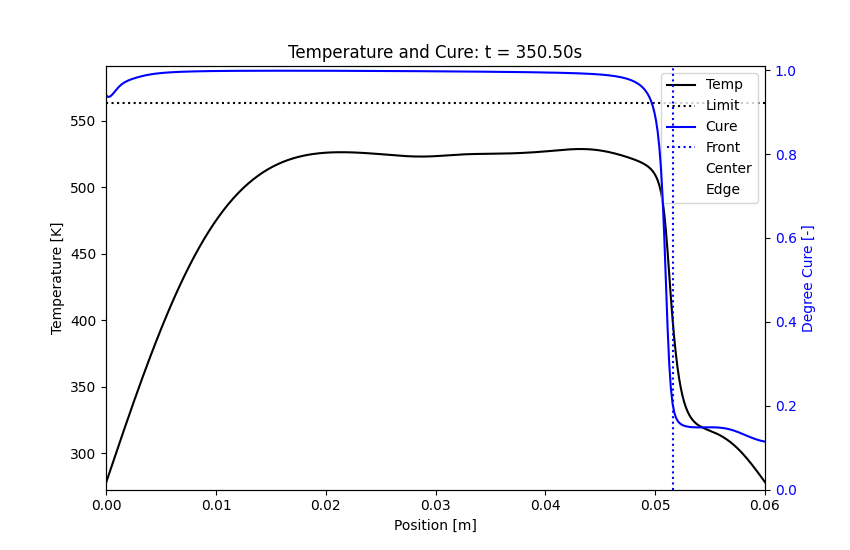 Temperature and Cure: t = 350.50s
Temp
Limit
Cure
Front
Center
Edge
Temperature [K]
550
500
450
400
350
300
Degree Cure [-]
1.0
0.8
0.6
0.4
0.2
0.0
0.00 0.01 0.02 0.03 0.04 0.05 0.06
Position [m]